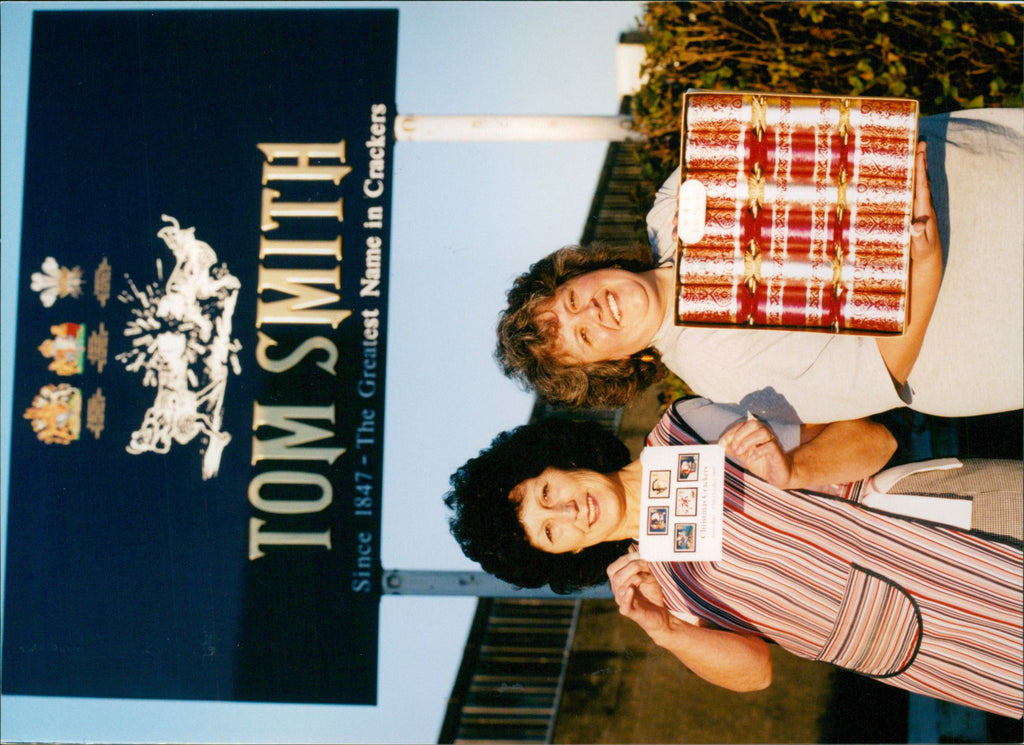 TOM SMITH
Since 1847 - The Greatest Name in Crackers
Christmas Crackers